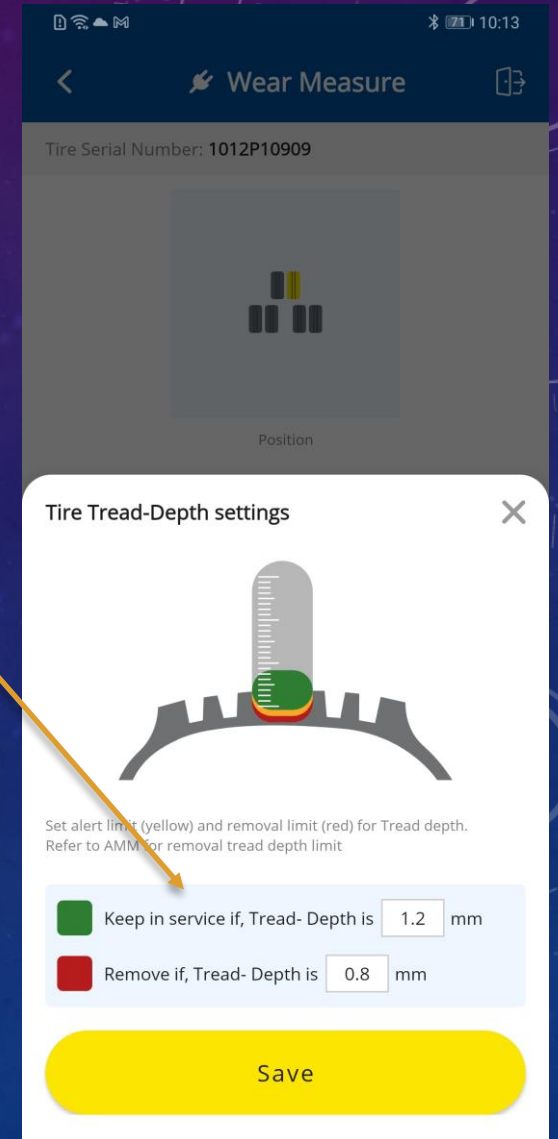 71 10:13
Wear Measure
Tire Serial Number: 1012P10909
Position
Tire Tread-Depth settings
Set alert limit (yellow) and removal limit (red) for Tread depth.
Refer to AMM for removal tread depth limit
Keep in service if, Tread- Depth is 1.2 mm
Remove if, Tread- Depth is 0.8 mm
Save